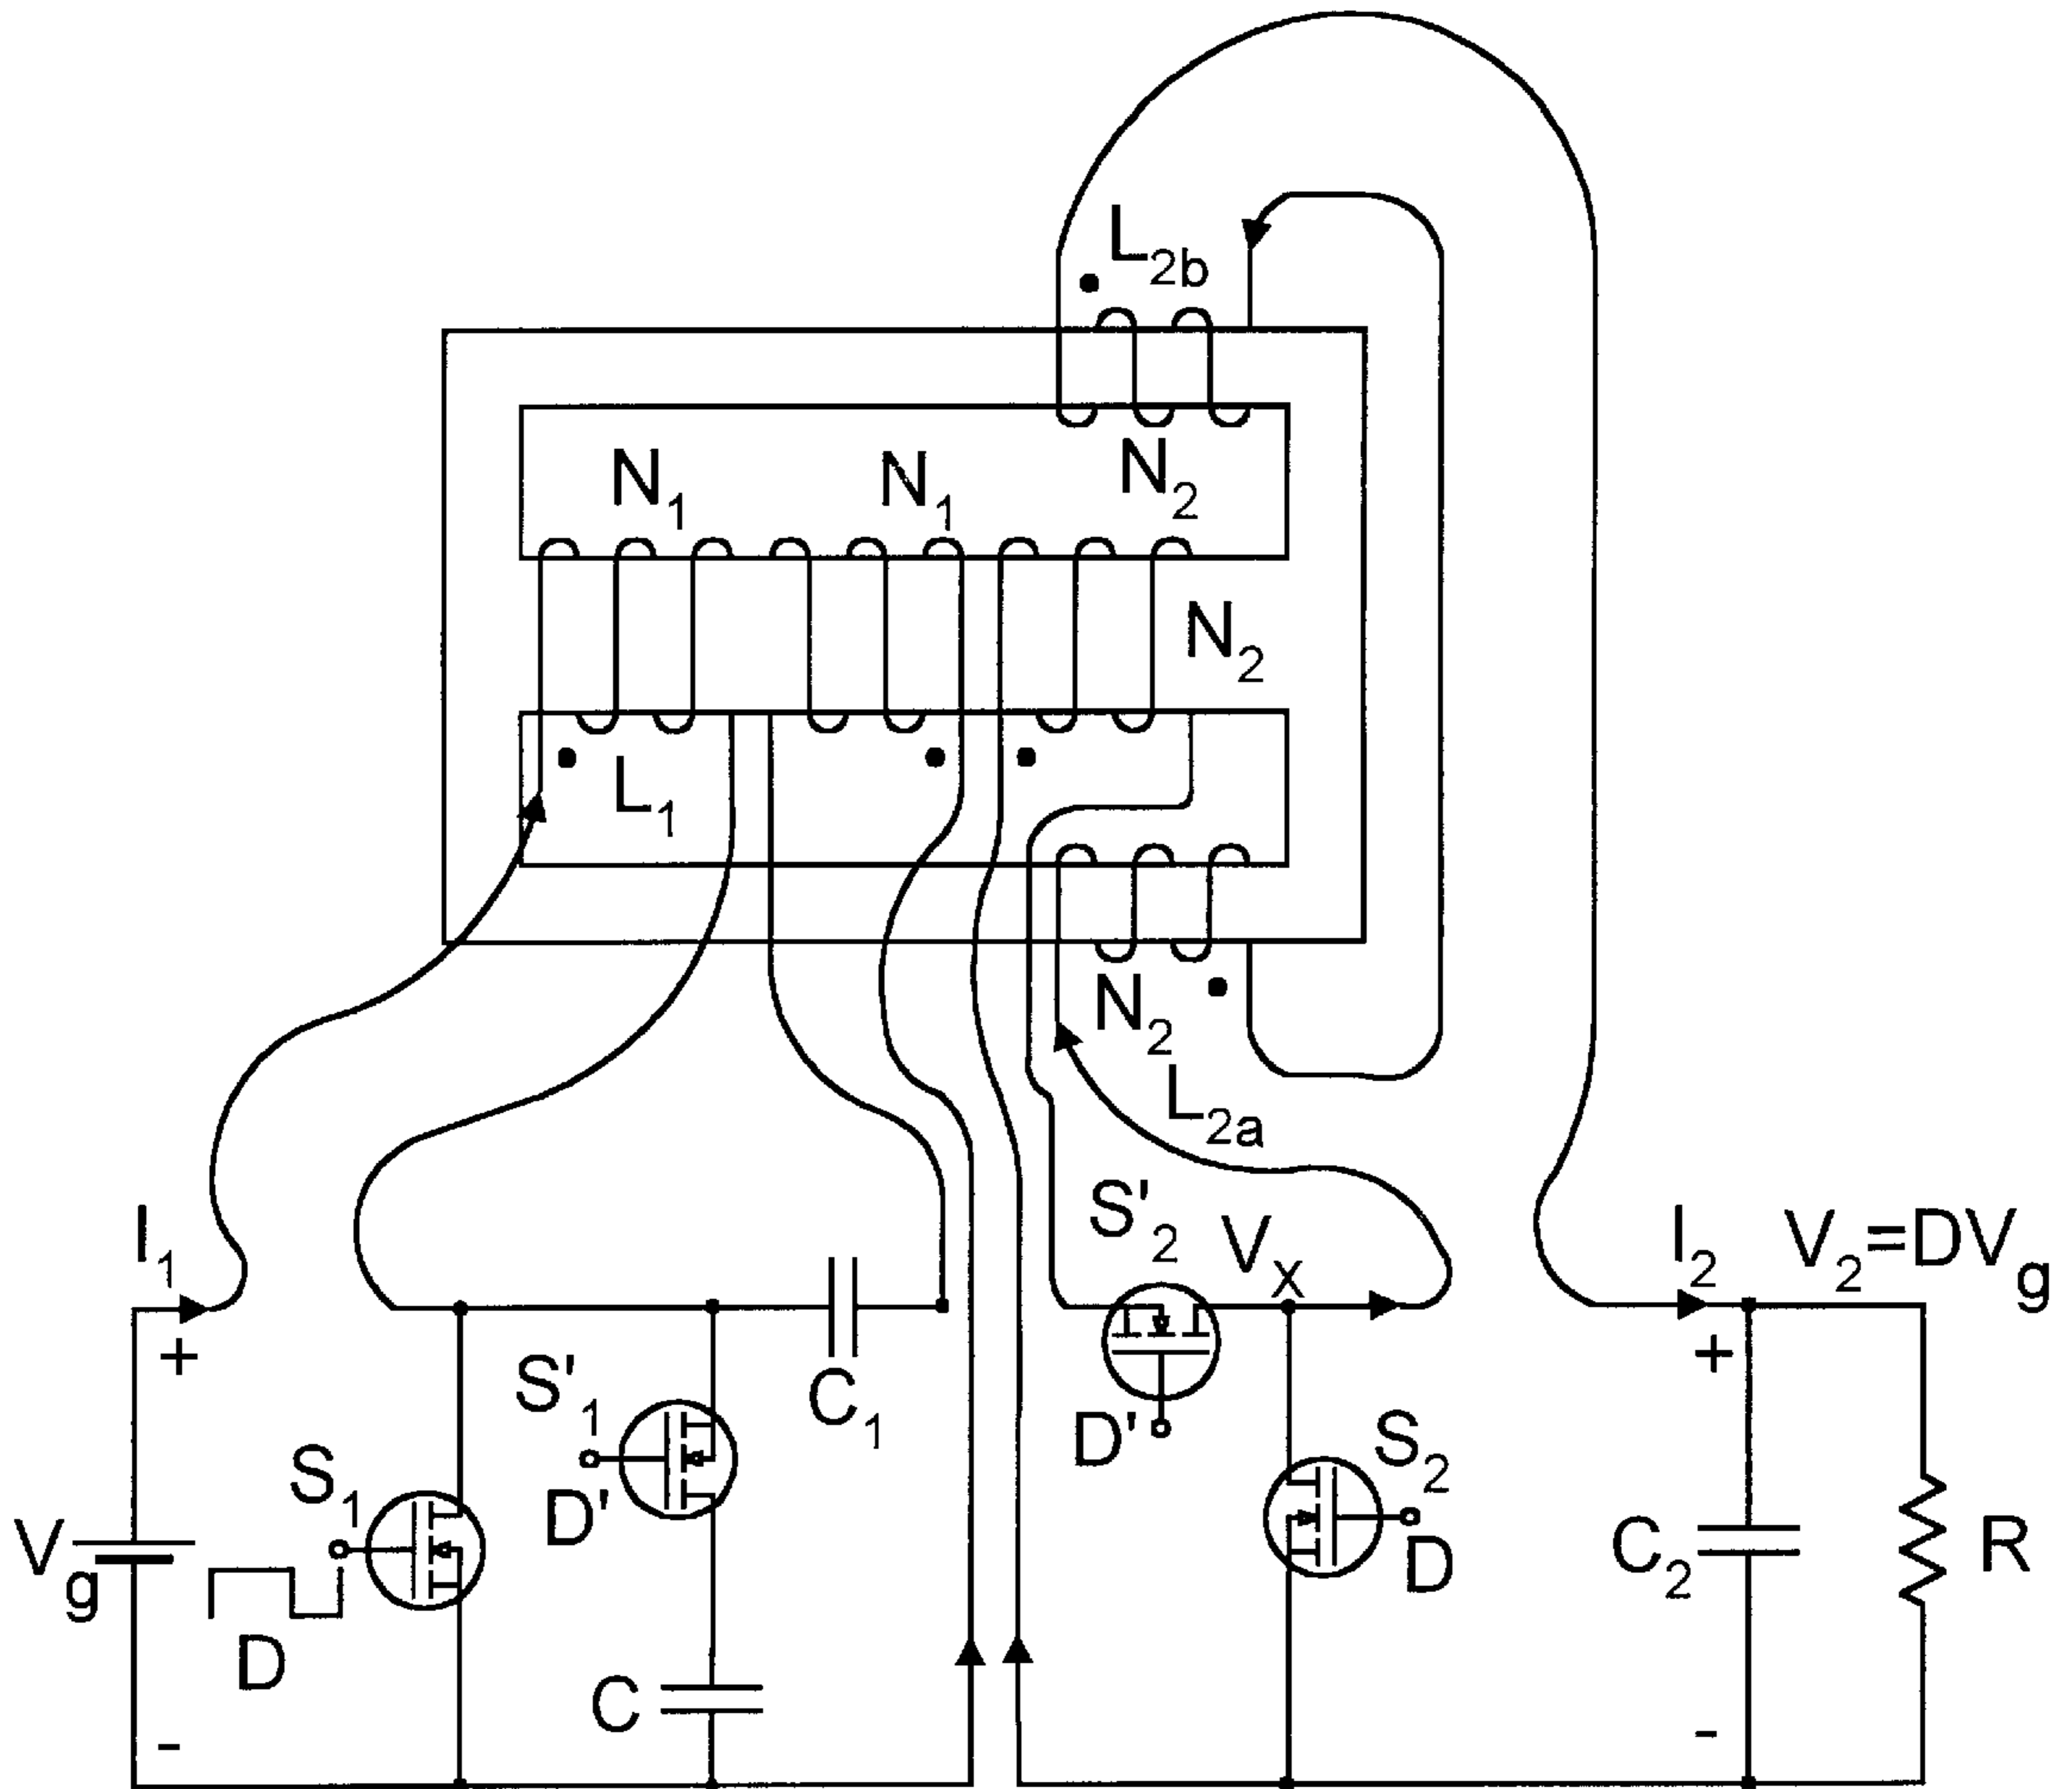 L2b
N1
N1
N2
N2
L1
N2
L2a
I1
+
S'2
Vx
I2
V2=DVg
+
S'1
C1
D'
S2
S1
D'
D
Vg
D
C
C2
R
-
-